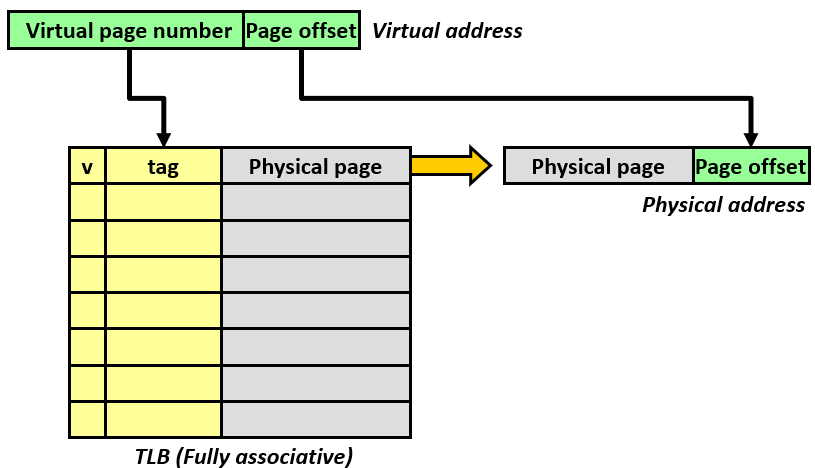 Virtual page number Page offset Virtual address
v tag Physical page Physical page Page offset
Physical address
TLB (Fully associative)